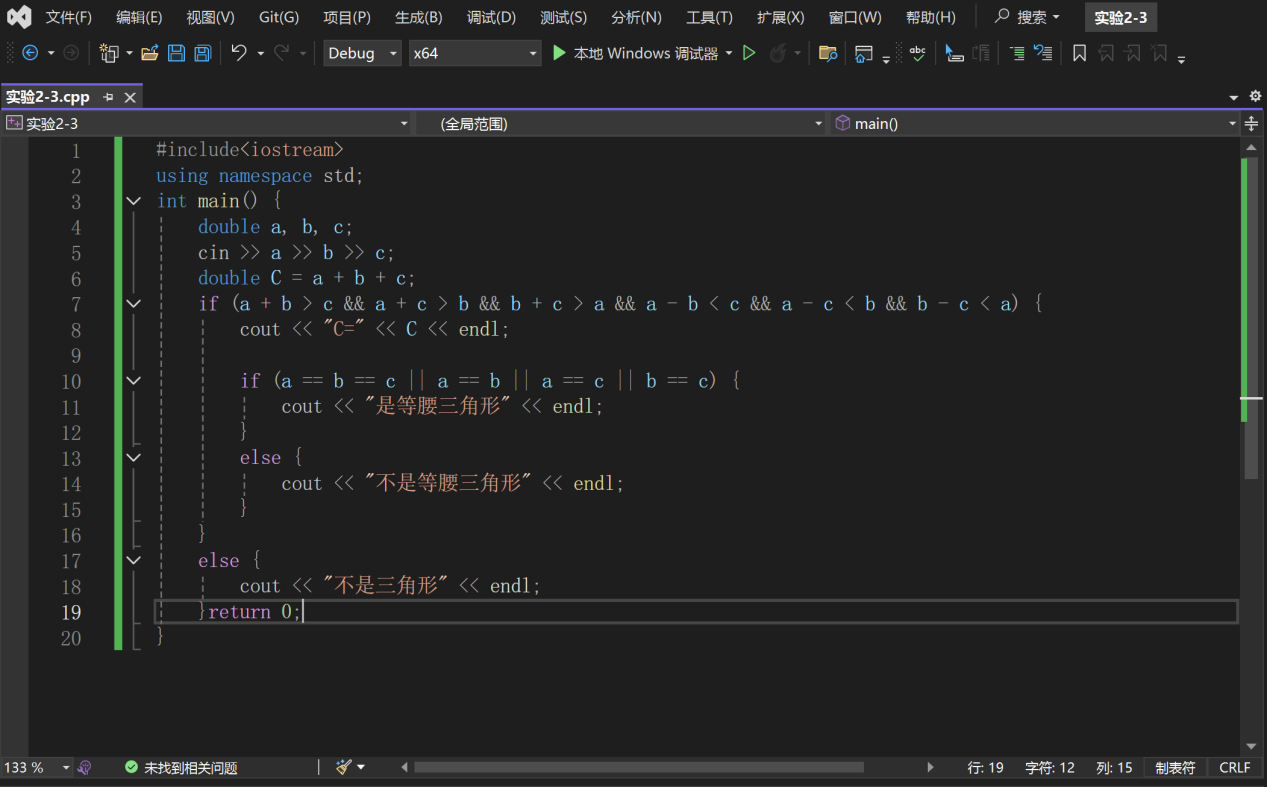 文件(F) 编辑(E) 视图(V) Git(G) 项目(P) 生成(B) 调试(D) 测试(S) 分析(N) 工具(T) 扩展(X) 窗口(W) 帮助(H) 搜索 实验2-3
Debug x64 本地 Windows 调试器 abc
实验2-3.cpp
实验2-3 (全局范围) main()
1 #include<iostream>
2 using namespace std;
3 int main() {
4 double a, b, c;
5 cin >> a >> b >> c;
6 double C = a + b + c;
7 if (a + b > c && a + c > b && b + c > a && a - b < c && a - c < b && b - c < a) {
8 cout << "C=" << C << endl;
9
10 if (a == b == c || a == b || a == c || b == c) {
11 cout << "是等腰三角形" << endl;
12 }
13 else {
14 cout << "不是等腰三角形" << endl;
15 }
16 }
17 else {
18 cout << "不是三角形" << endl;
19 }return 0;
20 }
133 % 未找到相关问题 行: 19 字符: 12 列: 15 制表符 CRLF